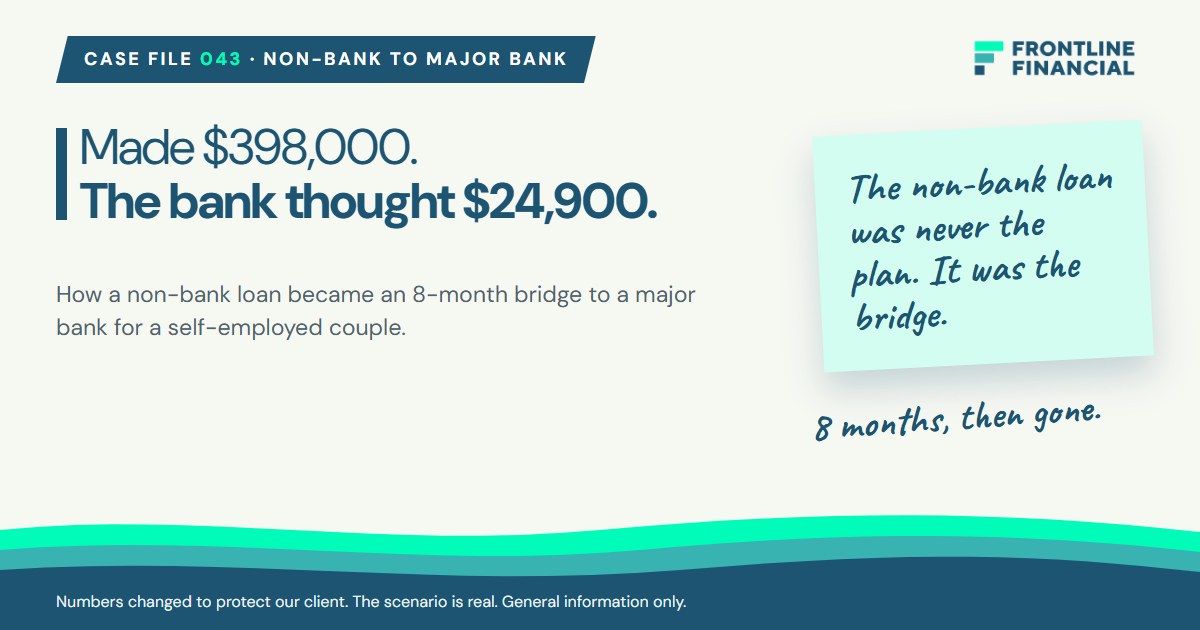 CASE FILE 043 · NON-BANK TO MAJOR BANK
FRONTLINE
FINANCIAL
Made $398,000.
The bank thought $24,900.
How a non-bank loan became an 8-month bridge to a major
bank for a self-employed couple.
The non-bank loan
was never the
plan. It was the
bridge.
8 months, then gone.
Numbers changed to protect our client. The scenario is real. General information only.